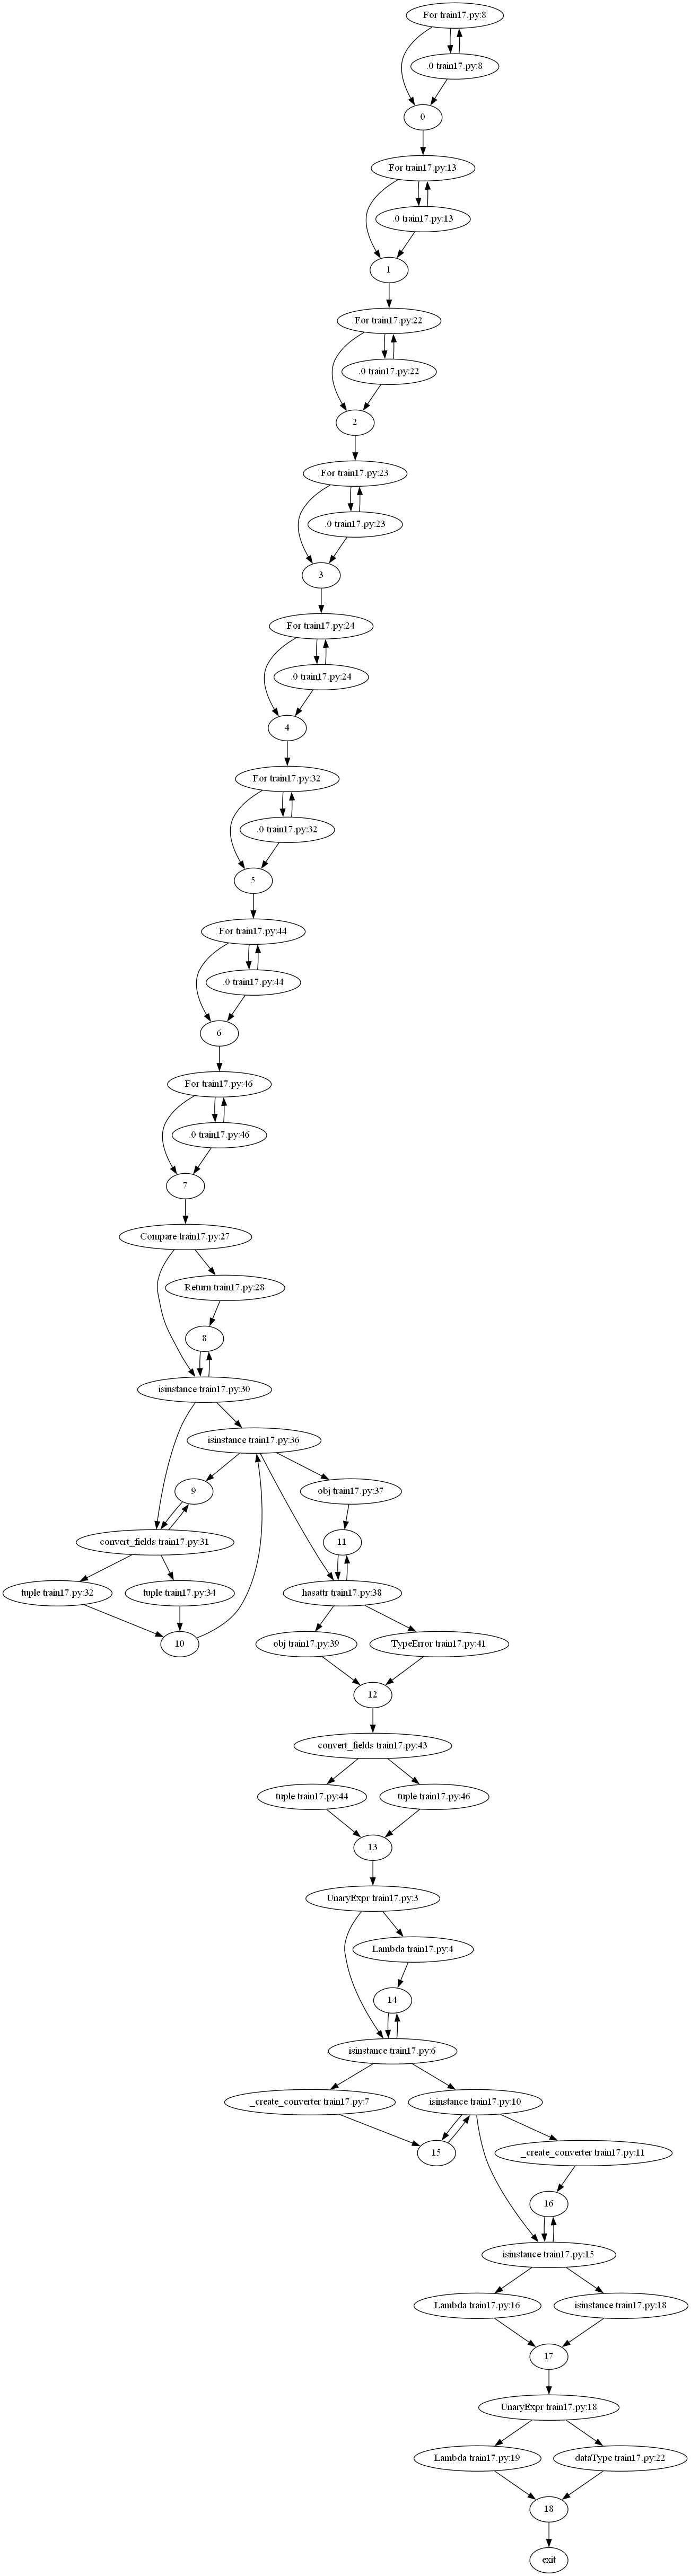 For train17.py:8
.0 train17.py:8
0
For train17.py:13
.0 train17.py:13
1
For train17.py:22
.0 train17.py:22
2
For train17.py:23
.0 train17.py:23
3
For train17.py:24
.0 train17.py:24
4
For train17.py:32
.0 train17.py:32
5
For train17.py:44
.0 train17.py:44
6
For train17.py:46
.0 train17.py:46
7
Compare train17.py:27
Return train17.py:28
8
isinstance train17.py:30
isinstance train17.py:36
9
obj train17.py:37
convert_fields train17.py:31
11
tuple train17.py:32
tuple train17.py:34
hasattr train17.py:38
10
obj train17.py:39
TypeError train17.py:41
12
convert_fields train17.py:43
tuple train17.py:44
tuple train17.py:46
13
UnaryExpr train17.py:3
Lambda train17.py:4
14
isinstance train17.py:6
_create_converter train17.py:7
isinstance train17.py:10
15
_create_converter train17.py:11
16
isinstance train17.py:15
Lambda train17.py:16
isinstance train17.py:18
17
UnaryExpr train17.py:18
Lambda train17.py:19
dataType train17.py:22
18
exit